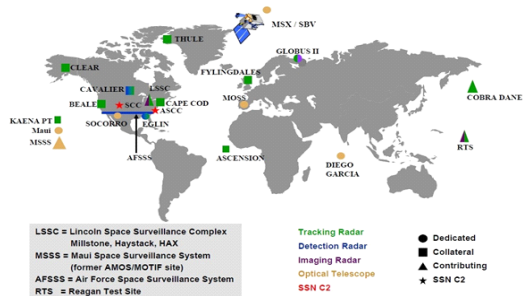 MSX / SBV
THULE
GLOBUS II
CLEAR
FYLINGDALES
CAVALIER
LSSC
COBRA DANE
BEALE
SCC
CAPE COD
MOSS
ASCC
KAENA PT
SOCORRO
EGLIN
Maui
RTS
MSSS
AFSSS
ASCENSION
DIEGO
GARCIA
LSSC = Lincoln Space Surveillance Complex
Millstone, Haystack, HAX
MSSS = Maui Space Surveillance System
(former AMOS/MOTIF site)
AFSSS = Air Force Space Surveillance System
RTS = Reagan Test Site
Tracking Radar
Detection Radar
Imaging Radar
Optical Telescope
SSN C2
Dedicated
Collateral
Contributing
SSN C2